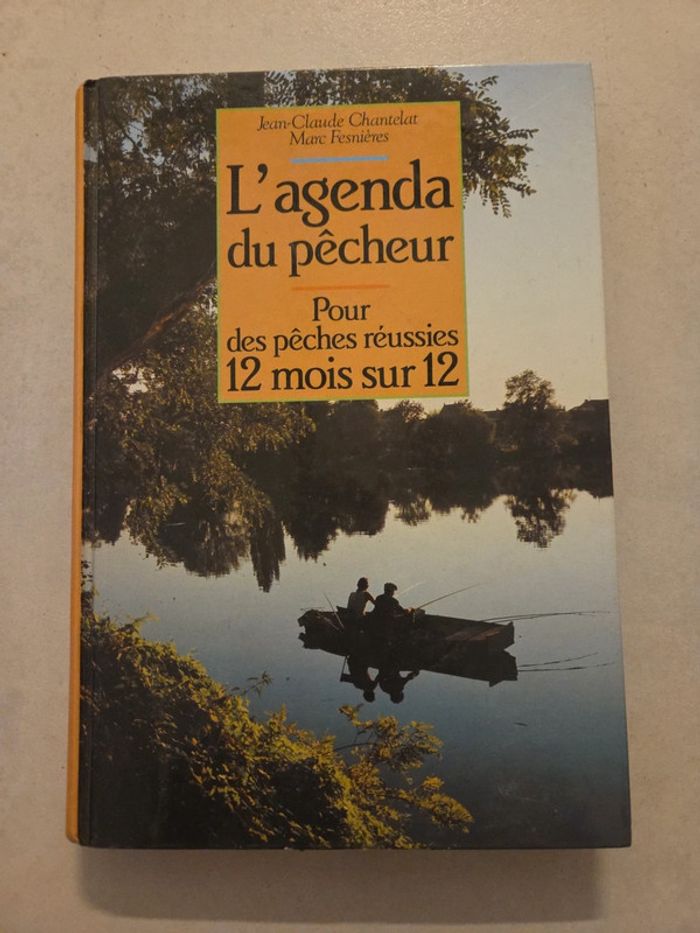 Jean-Claude Chantelat
Marc Fesnières
L'agenda
du pêcheur
Pour
des pêches réussies
12 mois sur 12